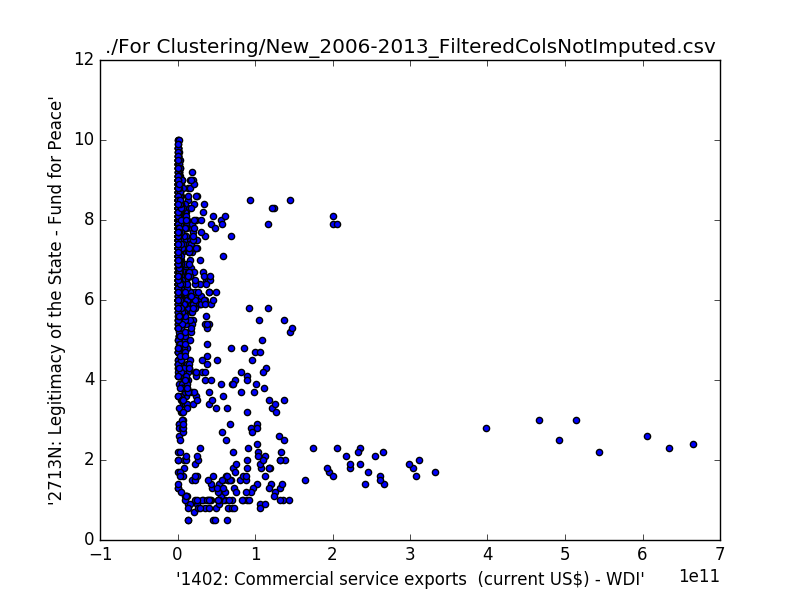 ./For Clustering/New_2006-2013_FilteredColsNotImputed.csv
'2713N: Legitimacy of the State - Fund for Peace'
12
10
8
6
4
2
0
−1 0 1 2 3 4 5 6 7
1e11
'1402: Commercial service exports  (current US$) - WDI'